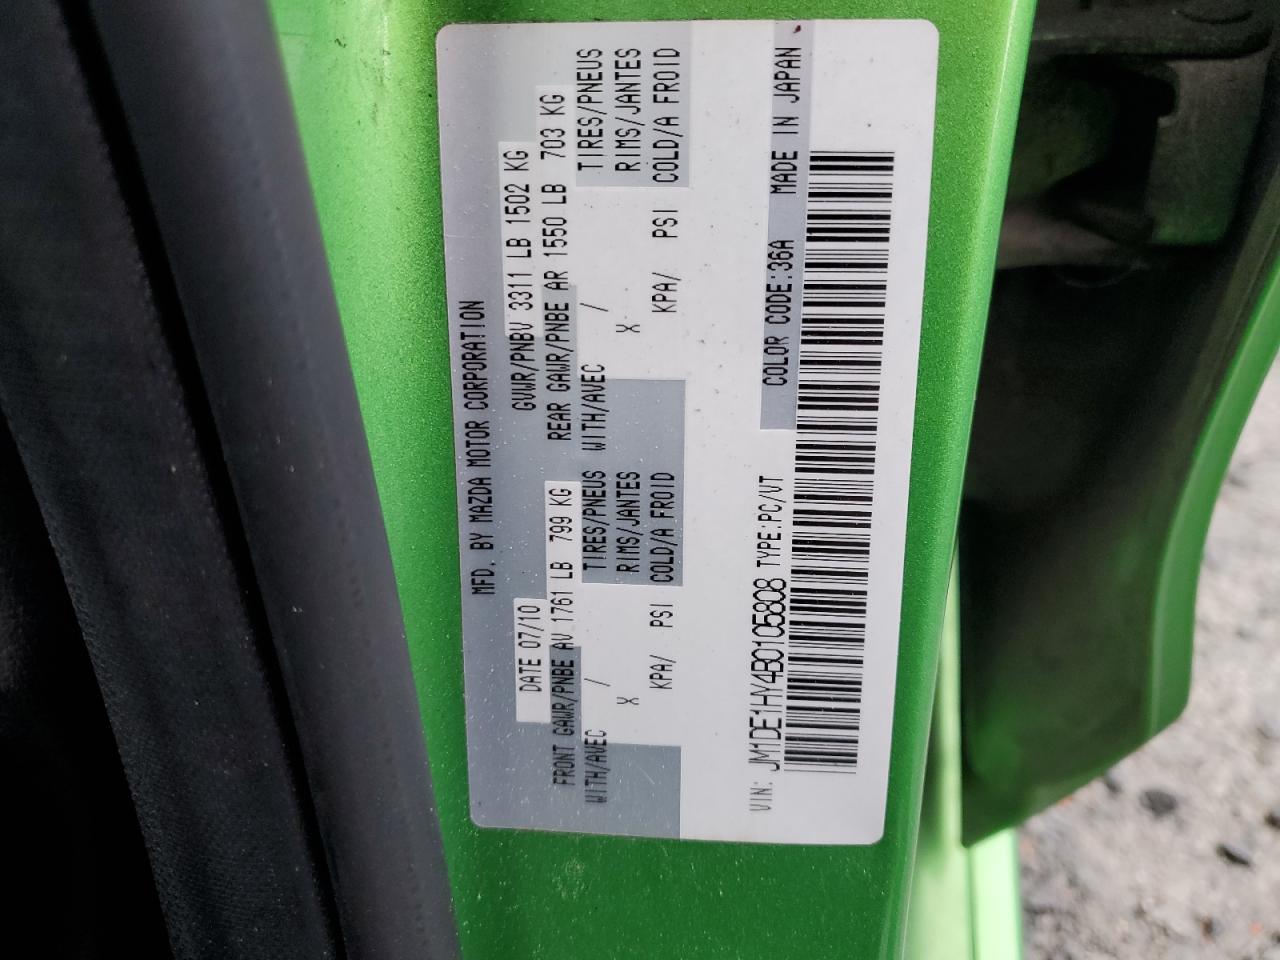 MFD. BY MAZDA MOTOR CORPORATION
DATE 07/10 GVWR/PNBV 3311 LB 1502 KG
FRONT GAWR/PNBE AV 1761 LB 799 KG REAR GAWR/PNBE AR 1550 LB 703 KG
WITH/AVEC / TIRES/PNEUS WITH/AVEC / TIRES/PNEUS
X RIMS/JANTES X RIMS/JANTES
KPA/ PSI COLD/A FROID KPA/ PSI COLD/A FROID
VIN: JM1DE1HY4B0105808 TYPE:PC/VT COLOR CODE:36A MADE IN JAPAN